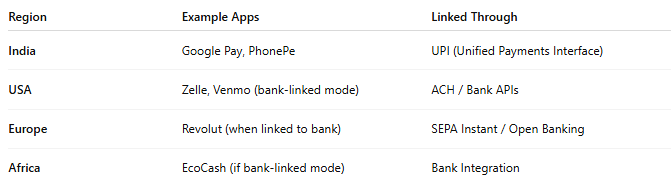 Region Example Apps Linked Through
India Google Pay, PhonePe UPI (Unified Payments Interface)
USA Zelle, Venmo (bank-linked mode) ACH / Bank APIs
Europe Revolut (when linked to bank) SEPA Instant / Open Banking
Africa EcoCash (if bank-linked mode) Bank Integration